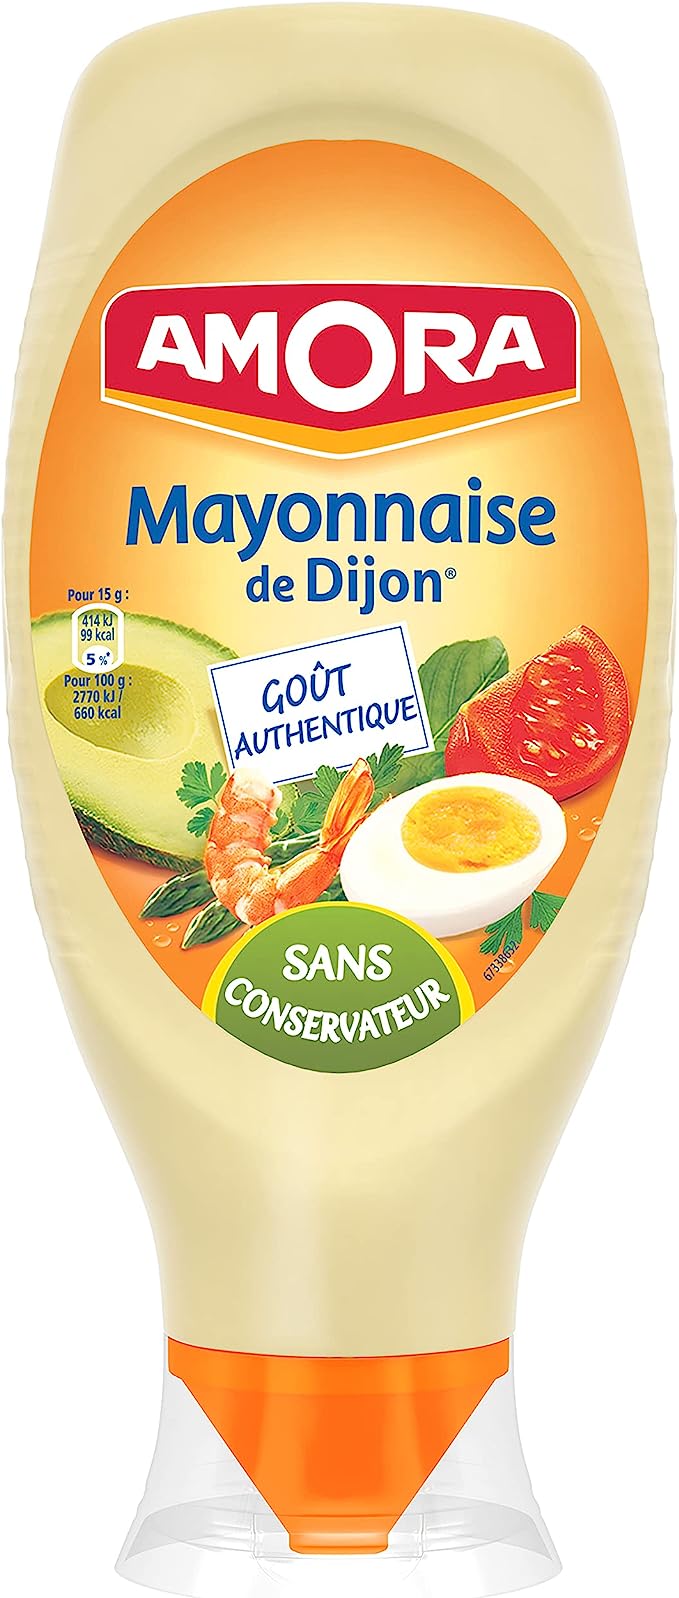 AMORA
Mayonnaise
de Dijon®
Pour 15 g :
414 kJ
99 kcal
5 %*
Pour 100 g :
2770 kJ /
660 kcal
GOÛT
AUTHENTIQUE
SANS
CONSERVATEUR
67338632